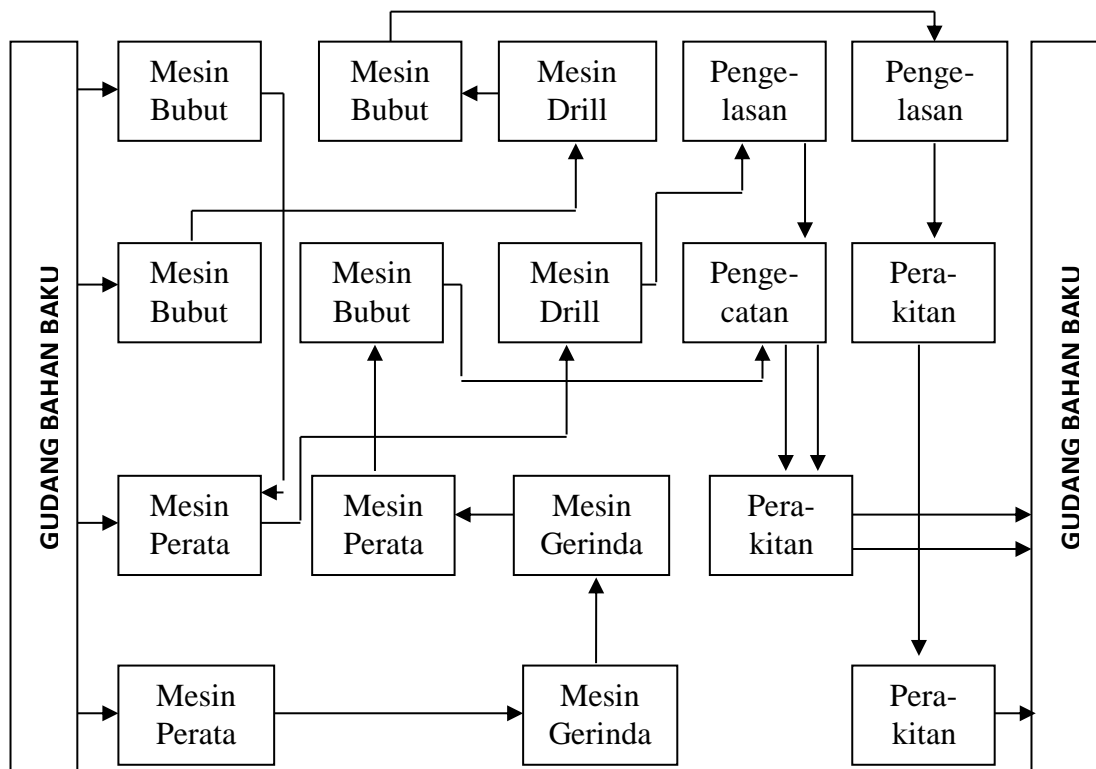 GUDANG BAHAN BAKU
Mesin
Bubut
Mesin
Bubut
Mesin
Drill
Penge-
lasan
Penge-
lasan
Mesin
Bubut
Mesin
Bubut
Mesin
Drill
Penge-
catan
Pera-
kitan
Mesin
Perata
Mesin
Perata
Mesin
Gerinda
Pera-
kitan
Mesin
Perata
Mesin
Gerinda
Pera-
kitan
GUDANG BAHAN BAKU